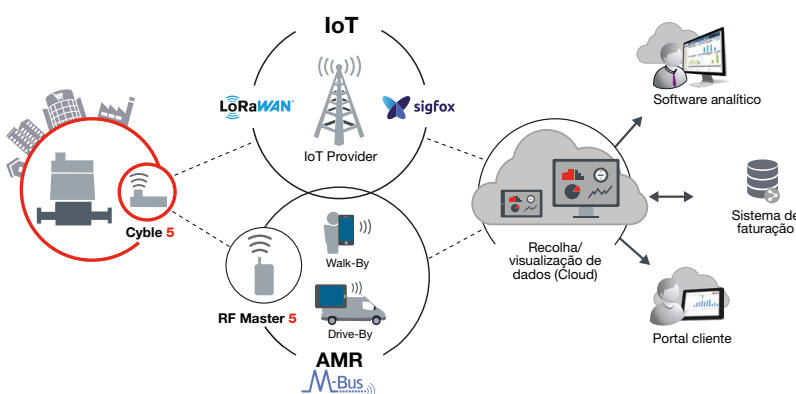 IoT
LoRaWAN
sigfox
IoT Provider
Cyble 5
RF Master 5
Walk-By
Drive-By
AMR
M-Bus
Recolha/
visualização de
dados (Cloud)
Software analítico
Sistema de
faturação
Portal cliente